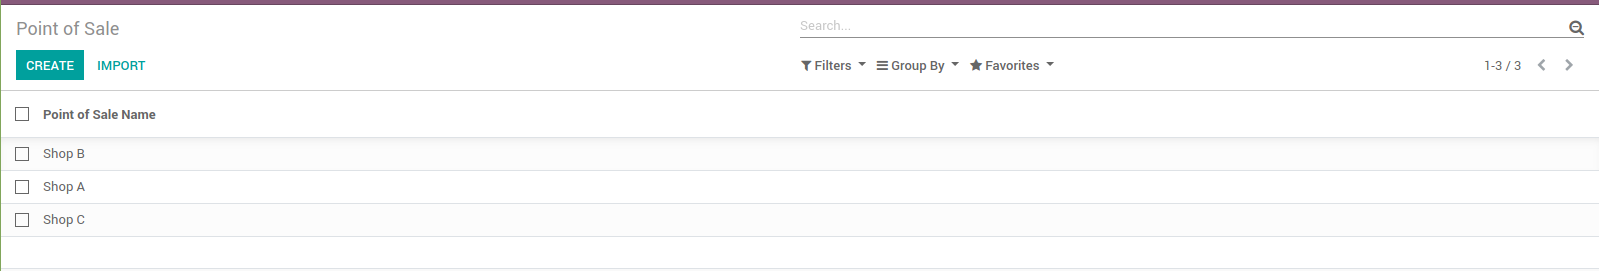 Point of Sale
Search...
CREATE IMPORT
Filters Group By Favorites 1-3 / 3
Point of Sale Name
Shop B
Shop A
Shop C